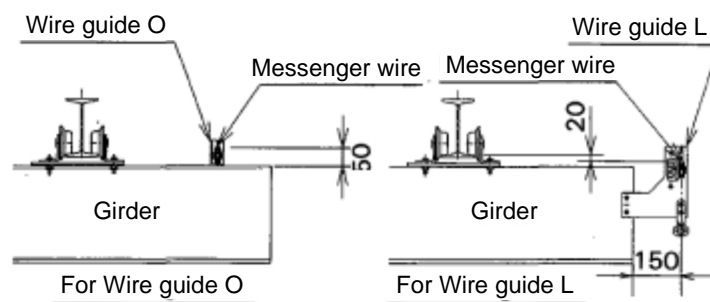 Wire guide O
Messenger wire
50
Girder
For Wire guide O
Wire guide L
Messenger wire
20
Girder
150
For Wire guide L